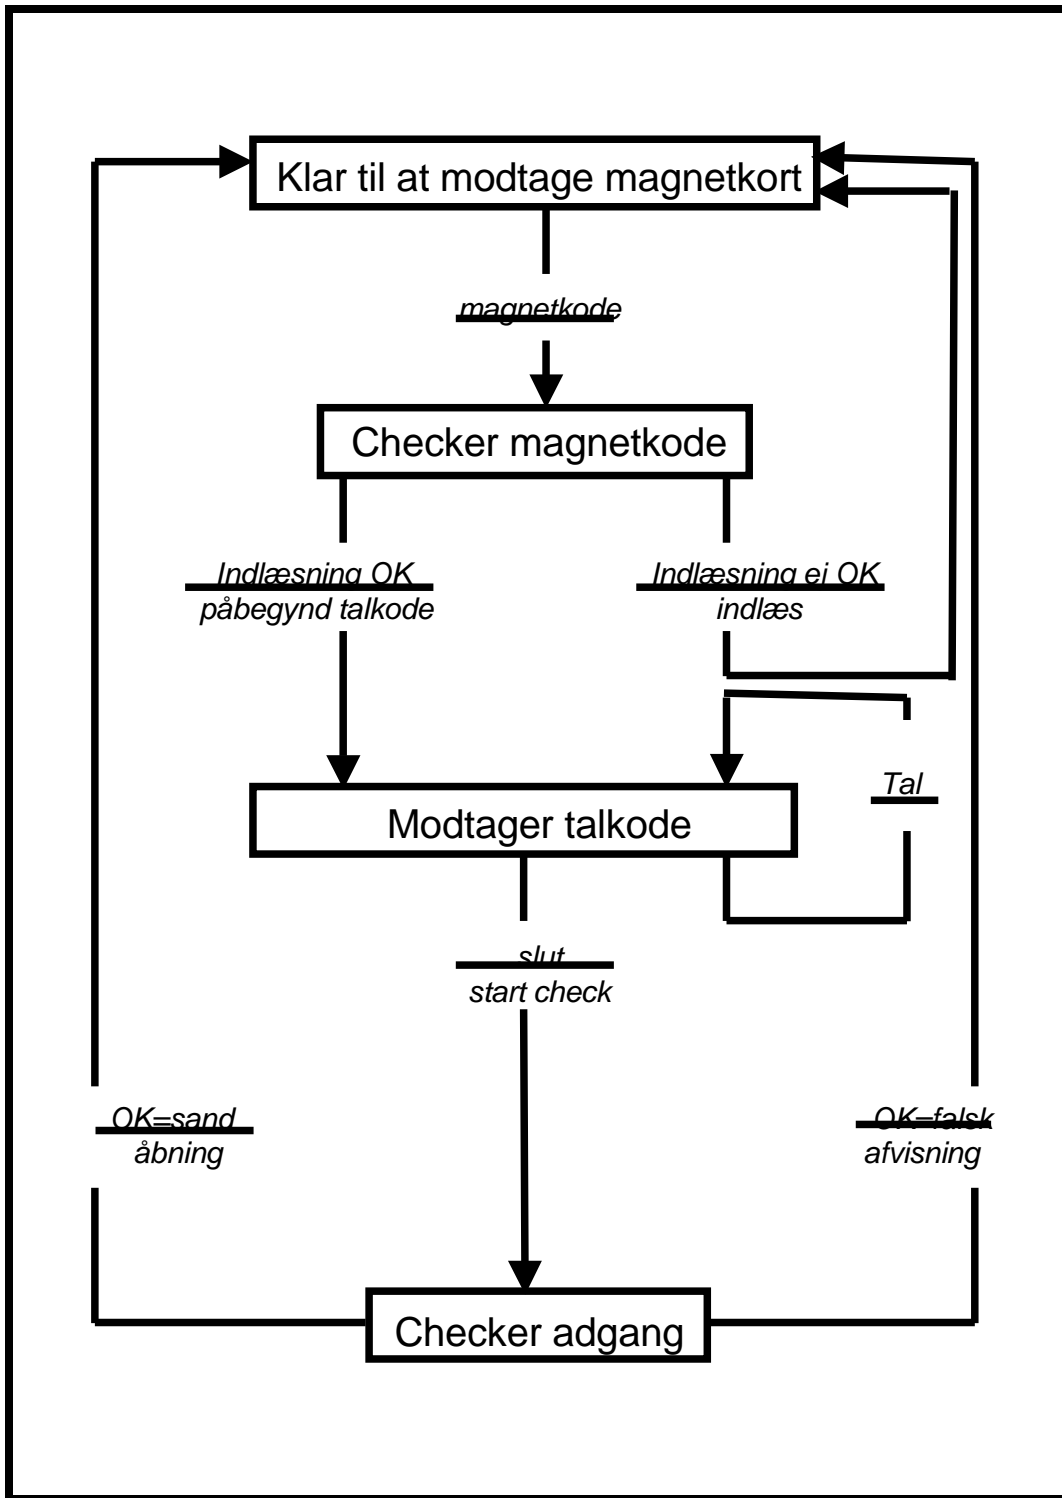 Klar til at modtage magnetkort
magnetkode
Checker magnetkode
Indlæsning OK
påbegynd talkode
Indlæsning ei OK
indlæs
Tal
Modtager talkode
slut
start check
OK=sand
åbning
OK=falsk
afvisning
Checker adgang